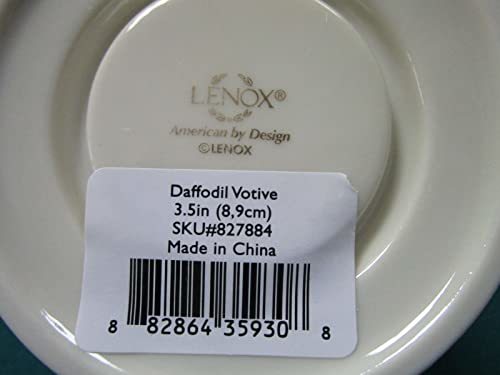 LENOX®
American by Design
©LENOX
Daffodil Votive
3.5in (8,9cm)
SKU#827884
Made in China
8 82864 35930 8